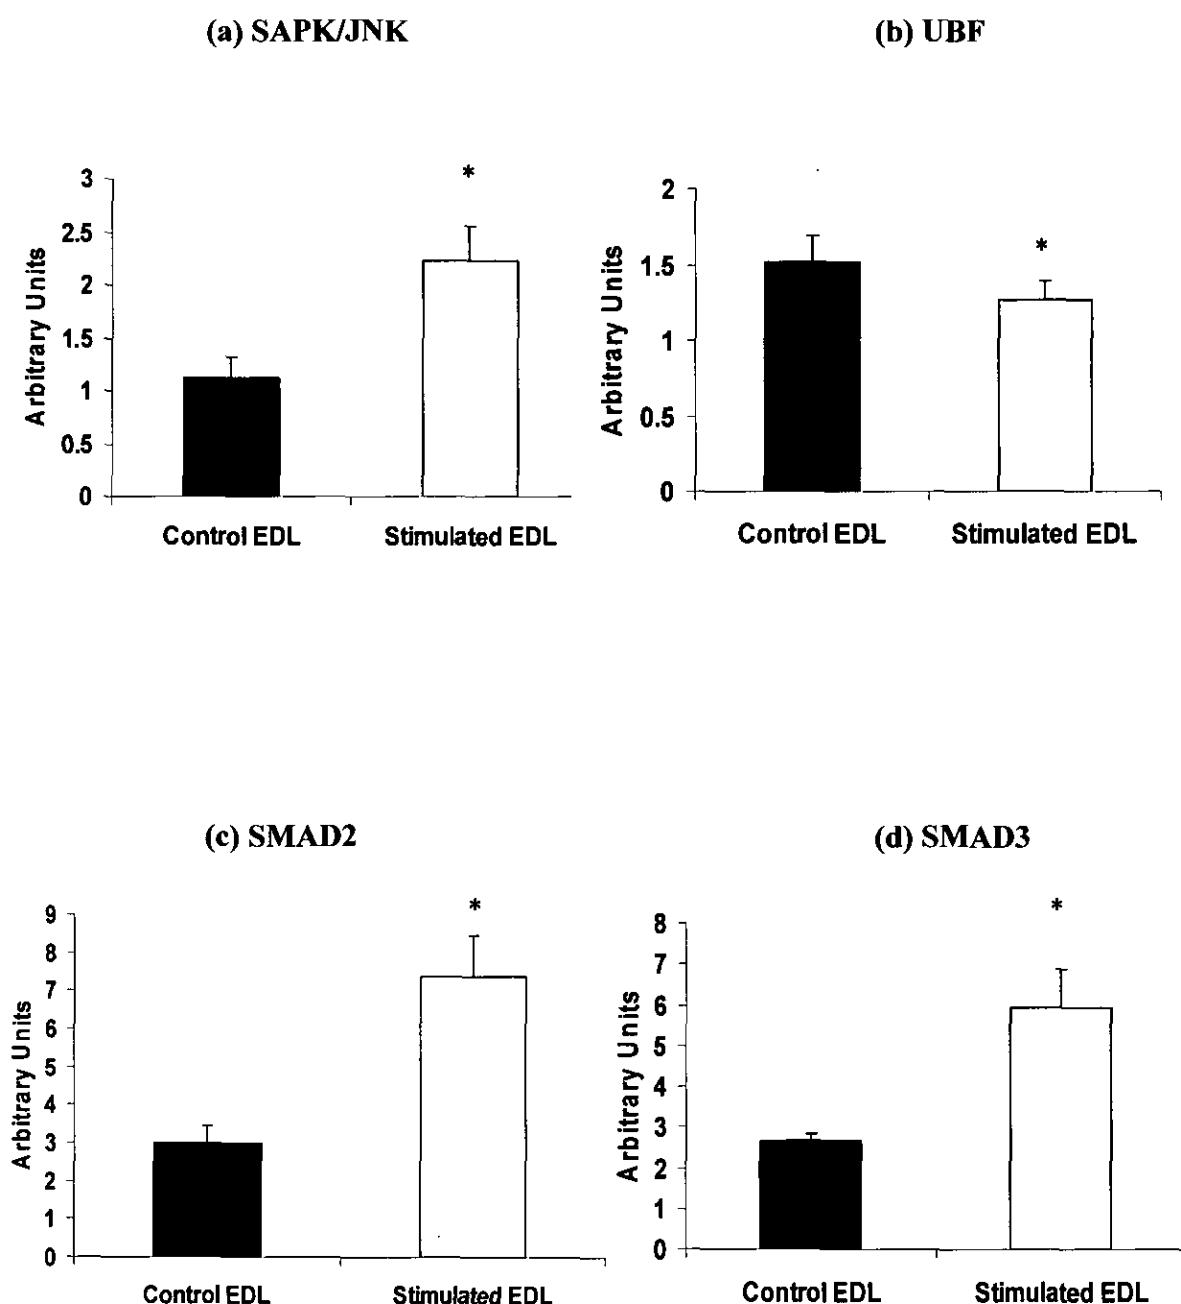 (a) SAPK/JNK
(b) UBF
*
3
2.5
2
1.5
1
0.5
0
Arbitrary Units
Control EDL
Stimulated EDL
*
2
1.5
1
0.5
0
Arbitrary Units
Control EDL
Stimulated EDL
(c) SMAD2
(d) SMAD3
*
9
8
7
6
5
4
3
2
1
0
Arbitrary Units
Control EDL
Stimulated EDL
*
8
7
6
5
4
3
2
1
0
Arbitrary Units
Control EDL
Stimulated EDL